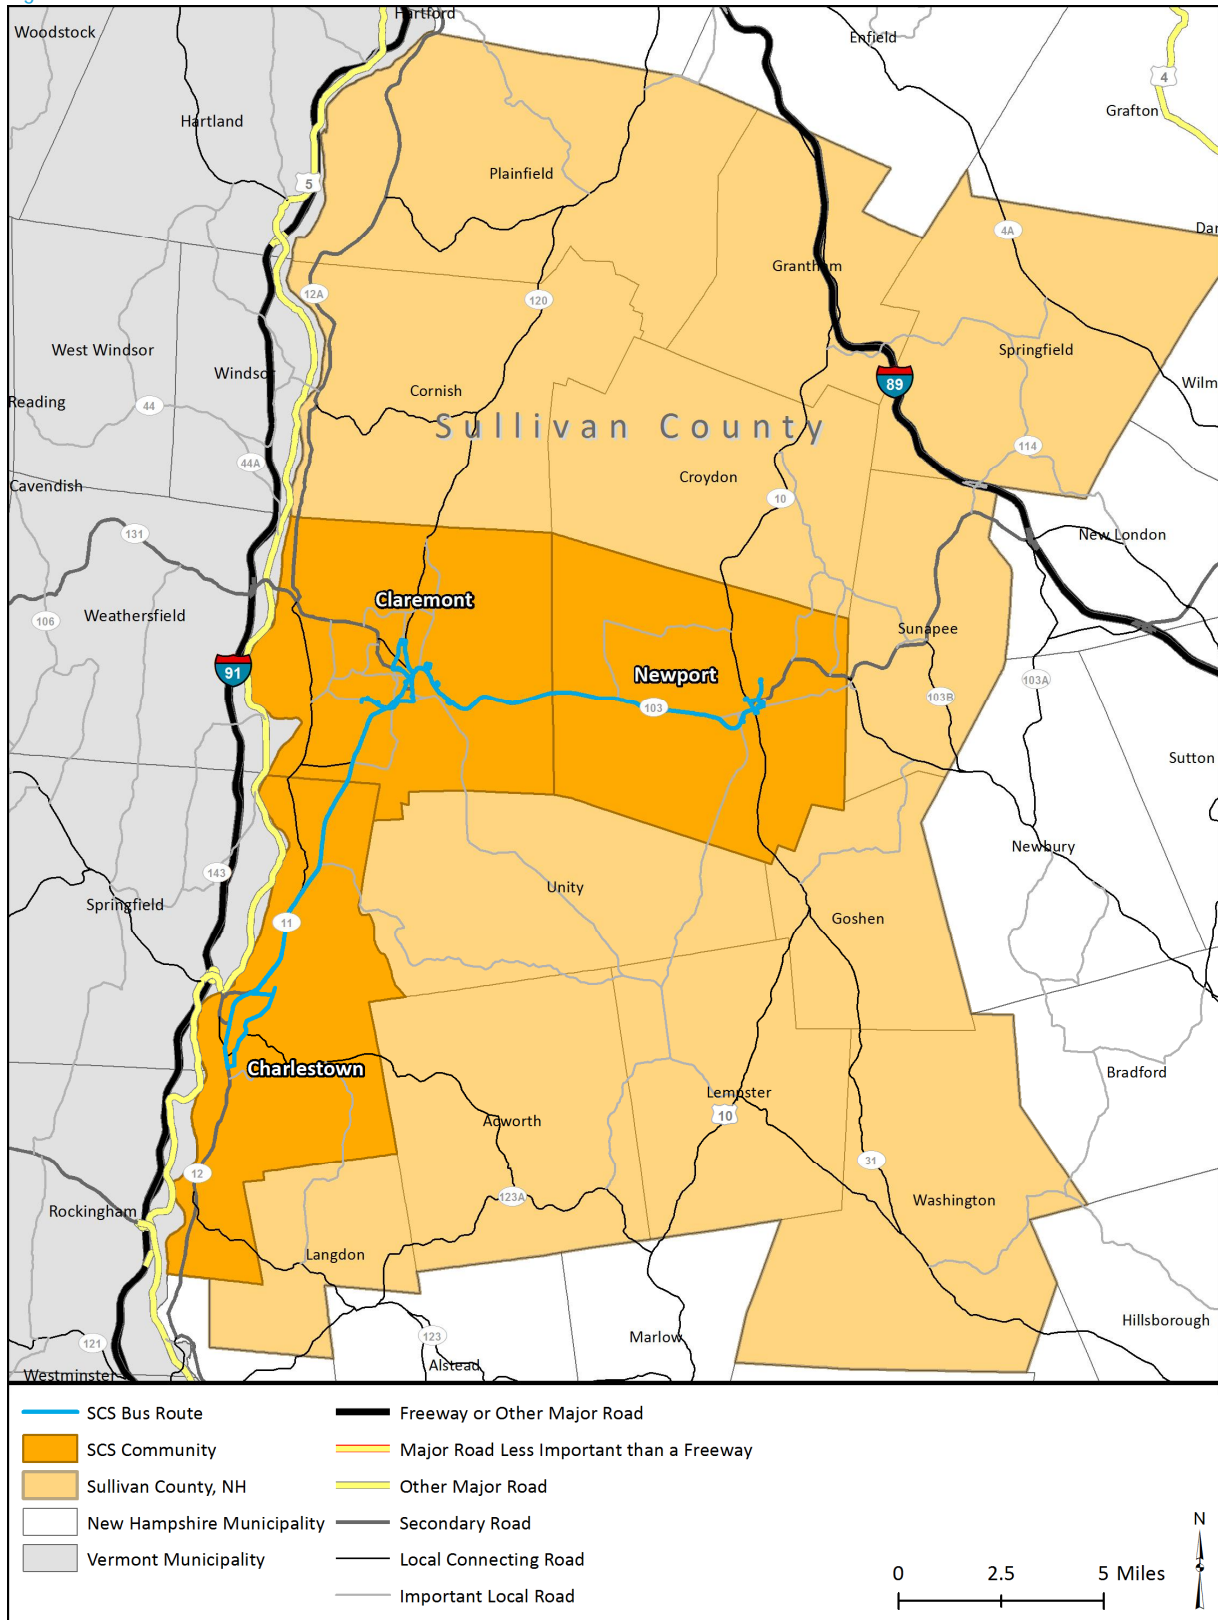 Hartford
Woodstock
Enfield
4
Grafton
Hartland
Plainfield
5
4A
Dar
Grantham
12A
120
West Windsor
Springfield
Windsor
89
Wilm
Cornish
Reading
44
Sullivan County
114
44A
Croydon
Cavendish
10
131
New London
Claremont
Weathersfield
106
Sunapee
91
Newport
103A
103B
103
Sutton
Newbury
143
Unity
Springfield
11
Goshen
Charlestown
Bradford
Lempster
10
Acworth
31
12
123A
Washington
Rockingham
Langdon
Hillsborough
121
123
Marlow
Alstead
Westminster
SCS Bus Route
SCS Community
Sullivan County, NH
New Hampshire Municipality
Vermont Municipality
Freeway or Other Major Road
Major Road Less Important than a Freeway
Other Major Road
Secondary Road
Local Connecting Road
Important Local Road
N
0 2.5 5 Miles